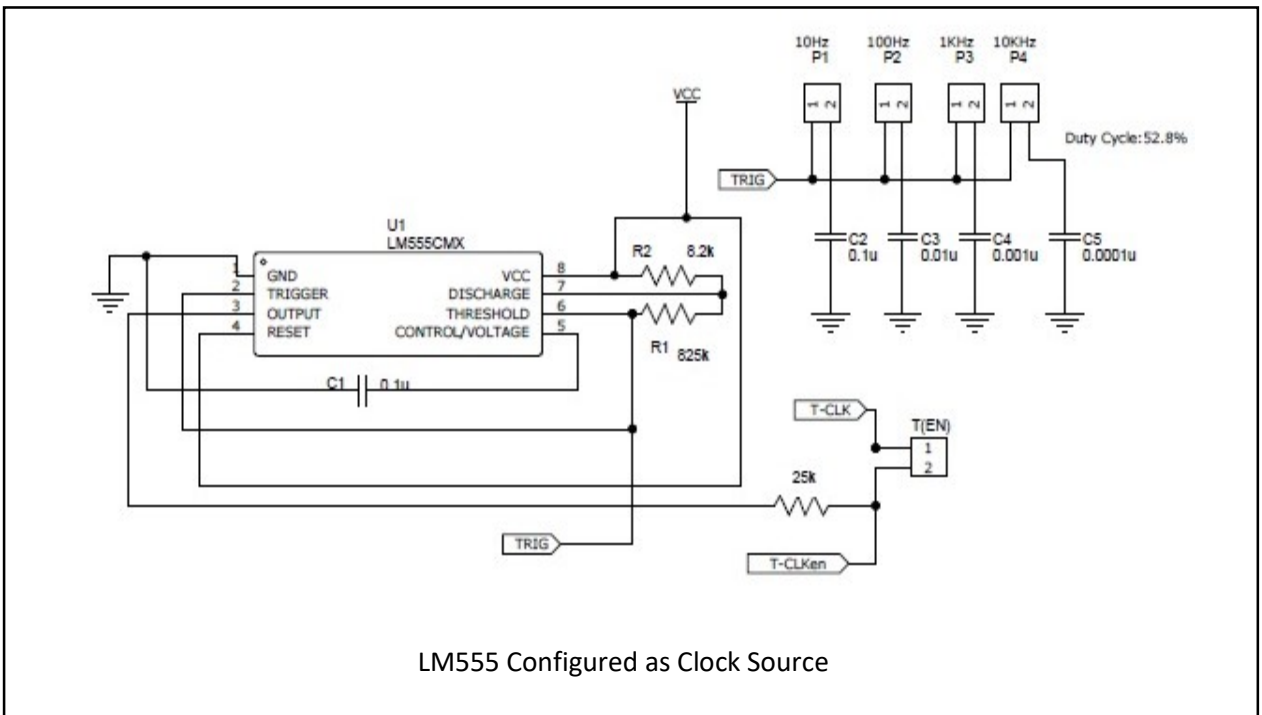 10Hz 100Hz 1KHz 10KHz
P1 P2 P3 P4
1 2 1 2 1 2 1 2
VCC
Duty Cycle:52.8%
TRIG
U1
LM555CMX
R2 8.2k
C2 C3 C4 C5
0.1u 0.01u 0.001u 0.0001u
1 GND VCC 8
2 TRIGGER DISCHARGE 7
3 OUTPUT THRESHOLD 6
4 RESET CONTROL/VOLTAGE 5
R1 825k
C1 0.1u
T-CLK
T(EN)
1
2
25k
TRIG
T-CLKen
LM555 Configured as Clock Source